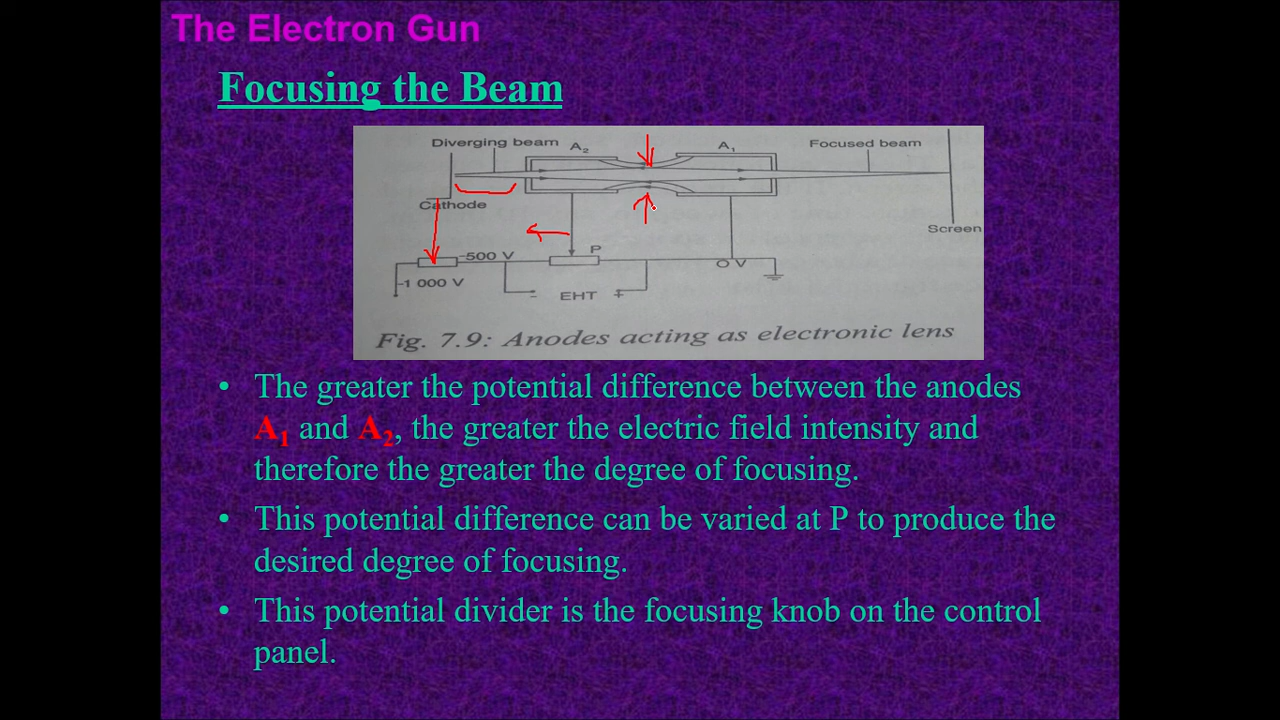 The Electron Gun
Focusing the Beam
Diverging beam A₂ A₁ Focused beam
Cathode
Screen
-500 V P O V
-1 000 V
- EHT +
Fig. 7.9: Anodes acting as electronic lens
• The greater the potential difference between the anodes
A₁ and A₂, the greater the electric field intensity and
therefore the greater the degree of focusing.
• This potential difference can be varied at P to produce the
desired degree of focusing.
• This potential divider is the focusing knob on the control
panel.